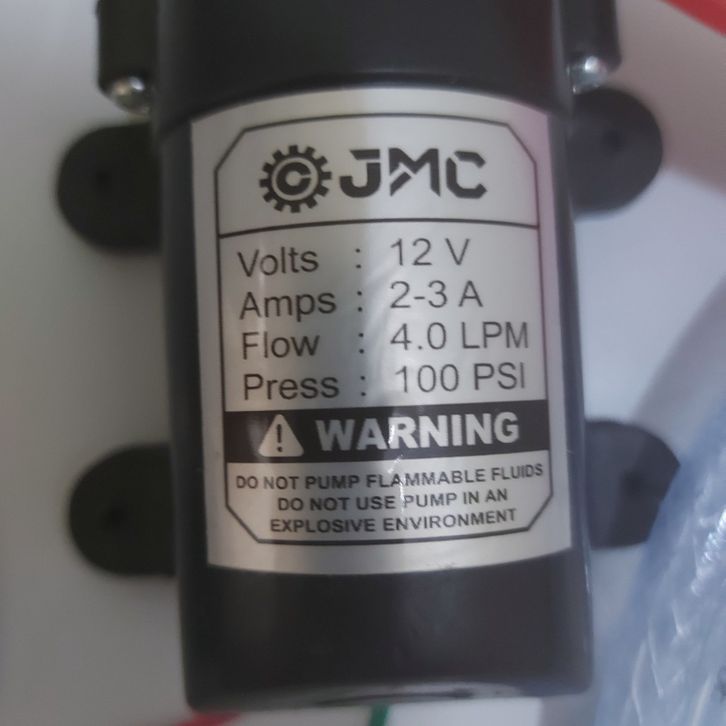 JMC
Volts : 12 V
Amps : 2-3 A
Flow : 4.0 LPM
Press : 100 PSI
WARNING
DO NOT PUMP FLAMMABLE FLUIDS
DO NOT USE PUMP IN AN
EXPLOSIVE ENVIRONMENT